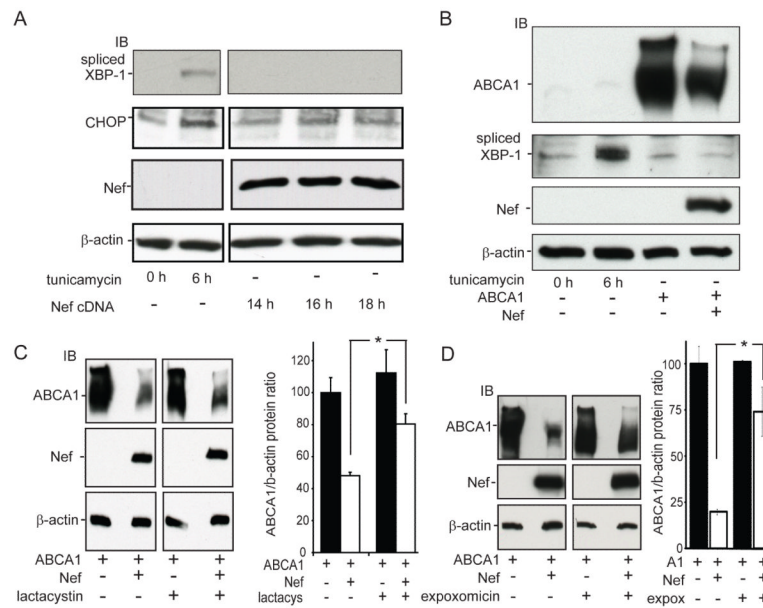 A
IB
spliced
XBP-1
CHOP
Nef
β-actin
tunicamycin 0 h 6 h - - -
Nef cDNA - - 14 h 16 h 18 h
B
IB
ABCA1
spliced
XBP-1
Nef
β-actin
tunicamycin 0 h 6 h - -
ABCA1 - - + +
Nef - - - +
C
IB
ABCA1
Nef
β-actin
ABCA1 + + + +
Nef - + - +
lactacystin - - + +
ABCA1/b-actin protein ratio
120
100
80
60
40
20
0
*
ABCA1 + + + +
Nef - + - +
lactacys - - + +
D
IB
ABCA1
Nef
β-actin
ABCA1 + + + +
Nef - + - +
expoxomicin - - + +
ABCA1/b-actin protein ratio
100
75
50
25
0
*
A1 + + +
Nef - + -
expox - - +